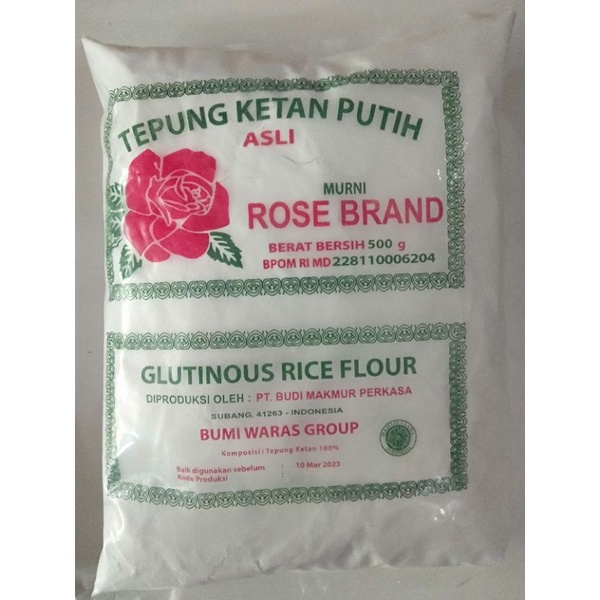 TEPUNG KETAN PUTIH
ASLI
MURNI
ROSE BRAND
BERAT BERSIH 500 g
BPOM RI MD 228110006204
GLUTINOUS RICE FLOUR
DIPRODUKSI OLEH : PT. BUDI MAKMUR PERKASA
SUBANG, 41263 - INDONESIA
BUMI WARAS GROUP
Komposisi : Tepung Ketan 100%
Baik digunakan sebelum : 10 Mar 2023
Kode Produksi